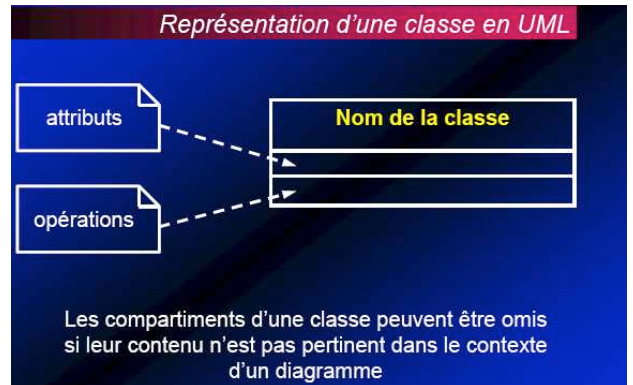 Représentation d'une classe en UML
attributs
Nom de la classe
opérations
Les compartiments d'une classe peuvent être omis
si leur contenu n'est pas pertinent dans le contexte
d'un diagramme